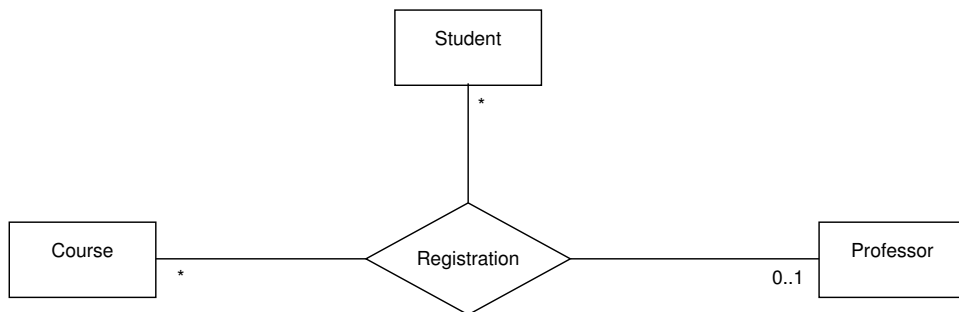 Student
*
Course
Registration
Professor
*
0..1